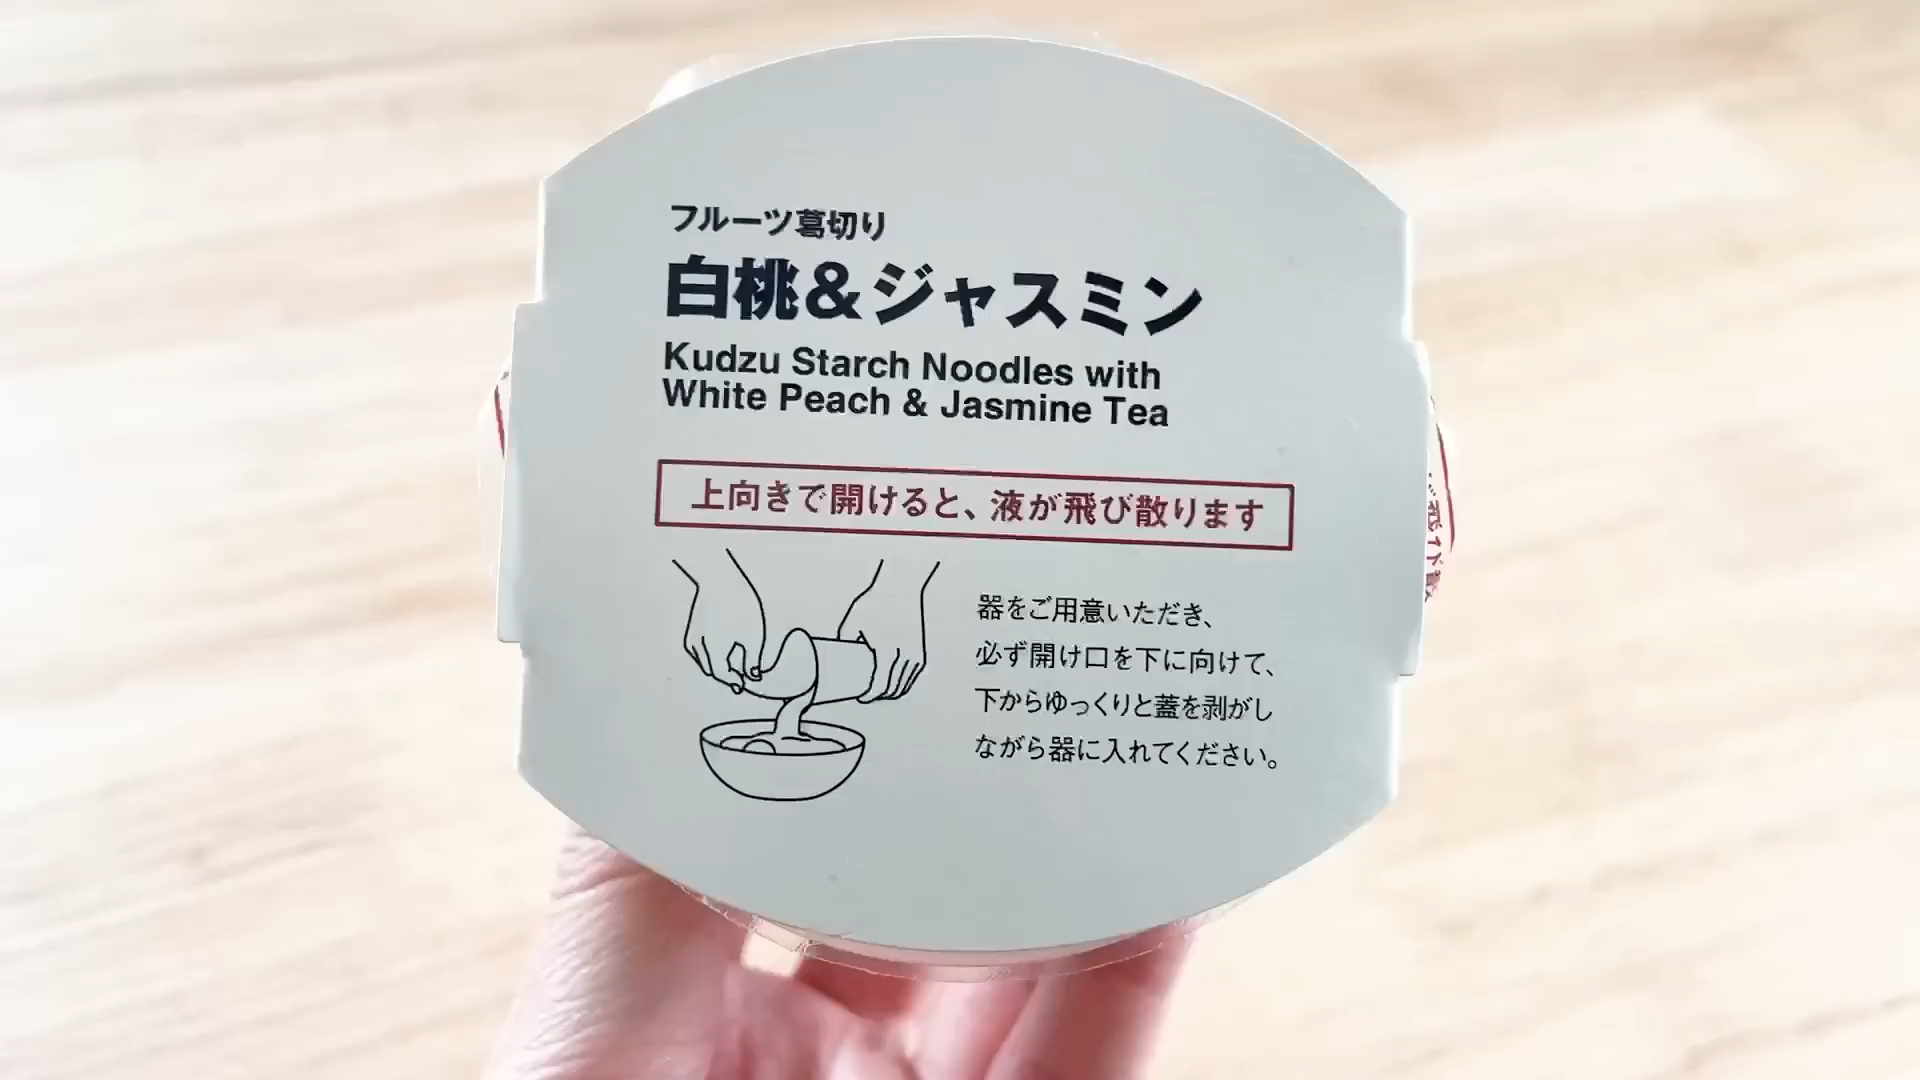 フルーツ葛切り
白桃&ジャスミン
Kudzu Starch Noodles with
White Peach & Jasmine Tea
上向きで開けると、液が飛び散ります
器をご用意いただき、
必ず開け口を下に向けて、
下からゆっくりと蓋を剥がし
ながら器に入れてください。